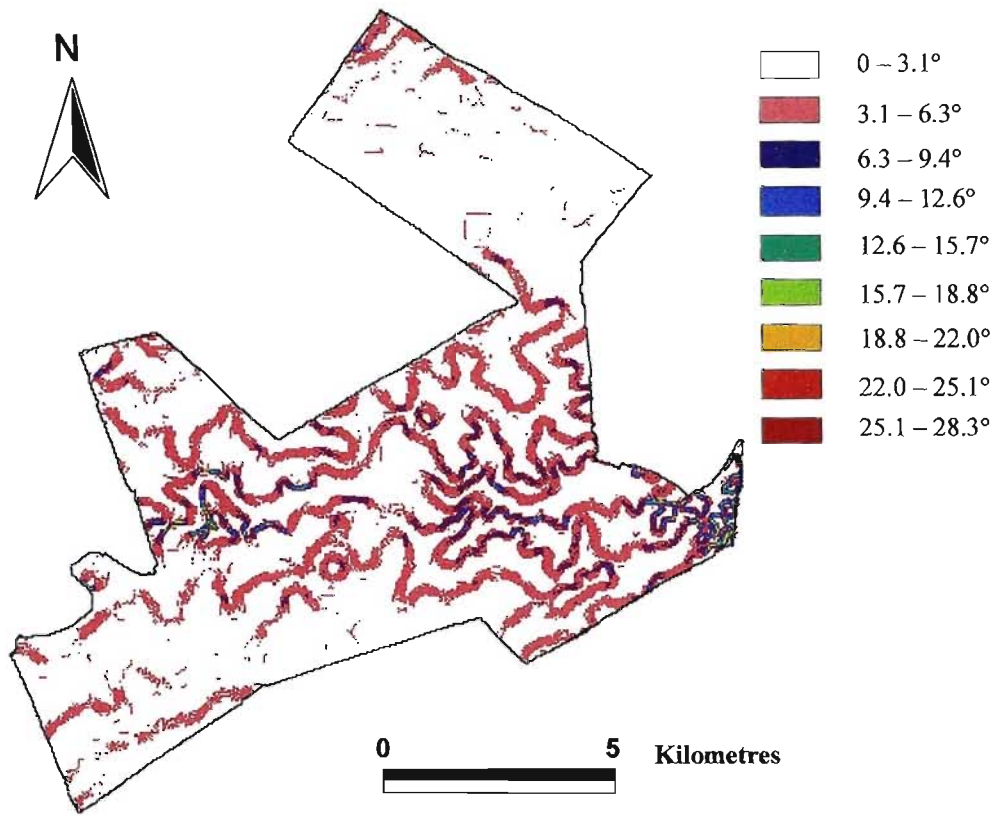 N
0 – 3.1°
3.1 – 6.3°
6.3 – 9.4°
9.4 – 12.6°
12.6 – 15.7°
15.7 – 18.8°
18.8 – 22.0°
22.0 – 25.1°
25.1 – 28.3°
0 5 Kilometres